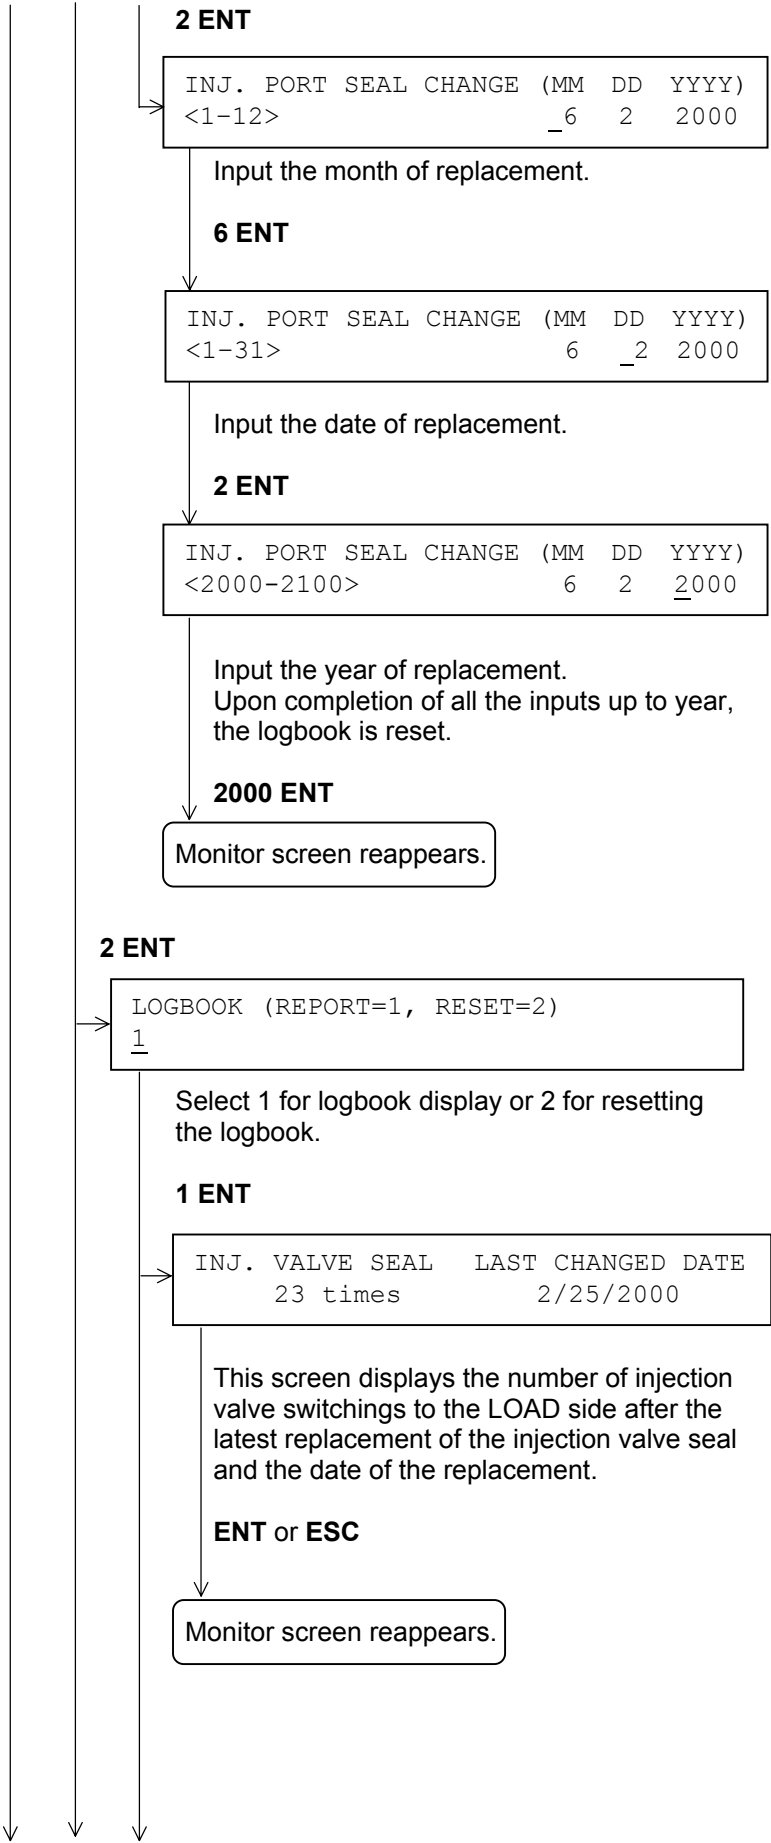 2 ENT
INJ. PORT SEAL CHANGE (MM DD YYYY)
<1-12> _6 2 2000
Input the month of replacement.
6 ENT
INJ. PORT SEAL CHANGE (MM DD YYYY)
<1-31> 6 _2 2000
Input the date of replacement.
2 ENT
INJ. PORT SEAL CHANGE (MM DD YYYY)
<2000-2100> 6 2 2000
Input the year of replacement.
Upon completion of all the inputs up to year,
the logbook is reset.
2000 ENT
Monitor screen reappears.
2 ENT
LOGBOOK (REPORT=1, RESET=2)
1
Select 1 for logbook display or 2 for resetting
the logbook.
1 ENT
INJ. VALVE SEAL LAST CHANGED DATE
23 times 2/25/2000
This screen displays the number of injection
valve switchings to the LOAD side after the
latest replacement of the injection valve seal
and the date of the replacement.
ENT or ESC
Monitor screen reappears.